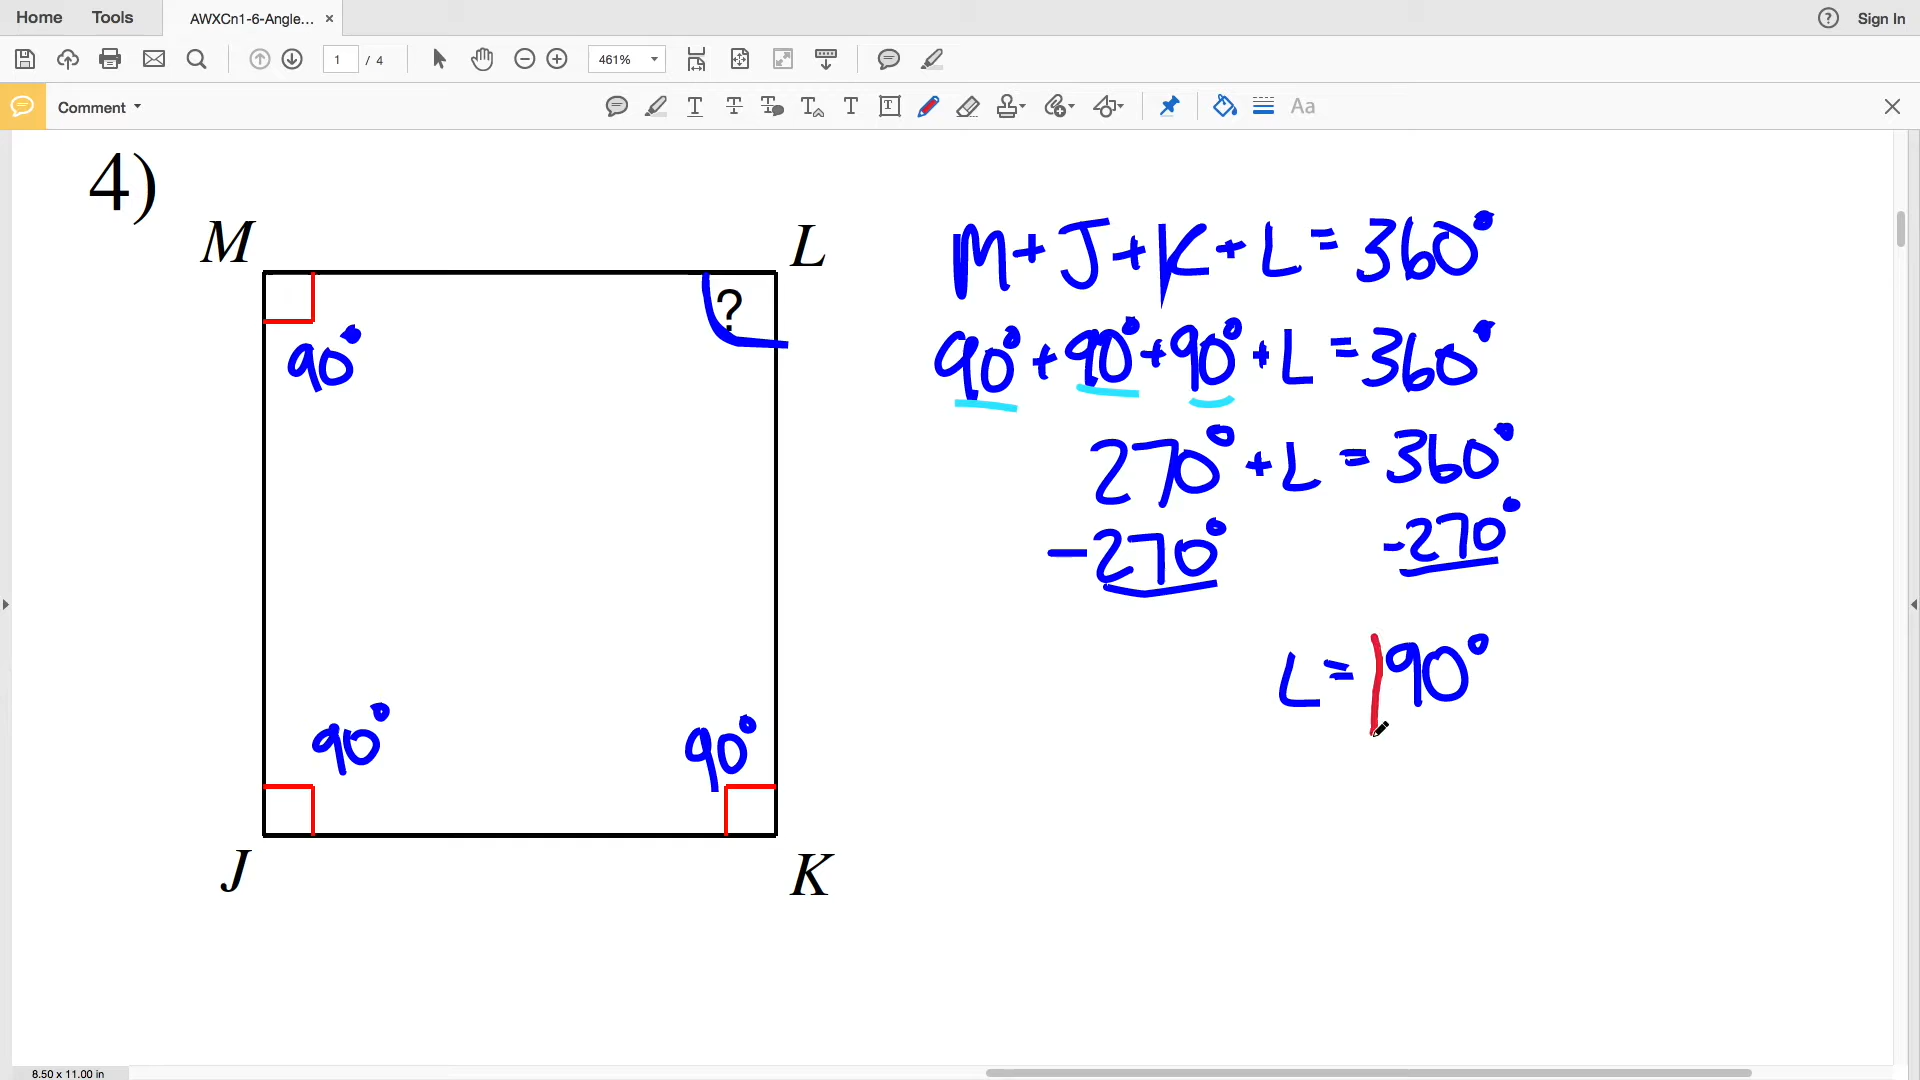 Home Tools AWXCn1-6-Angle... × ? Sign In
1 / 4 461%
Comment T T T T T T Aa
4)
M L
?
90°
90° 90°
J K
M+J+K+L=360°
90°+90°+90°+L=360°
270°+L=360°
-270° -270°
L=90°
8.50 x 11.00 in